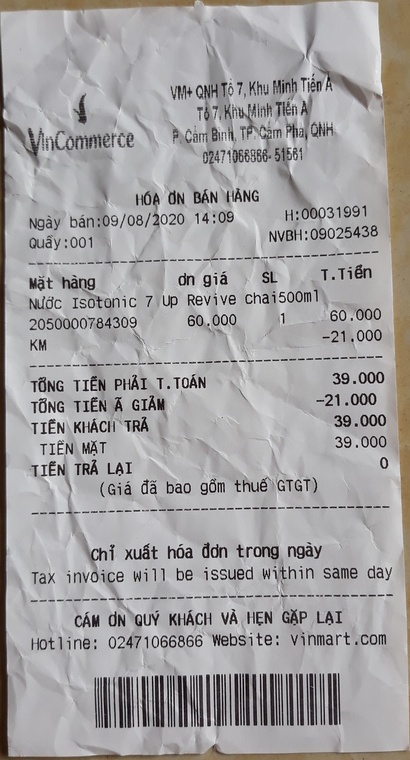 VinCommerce
VM+ QNH Tổ 7, Khu Minh Tiến A
Tổ 7, Khu Minh Tiến A
P. Cẩm Bình, TP. Cẩm Phả, QNH
02471066866- 51561
HÓA ƠN BÁN HÀNG
Ngày bán:09/08/2020 14:09 H:00031991
Quầy:001 NVBH:09025438
Mặt hàng ơn giá SL T.Tiền
Nước Isotonic 7 Up Revive Chai500ml
2050000784309 60.000 1 60.000
KM -21.000
TỔNG TIỀN PHẢI T.TOÁN 39.000
TỔNG TIỀN Ã GIẢM -21.000
TIỀN KHÁCH TRẢ 39.000
TIỀN MẶT 39.000
TIỀN TRẢ LẠI 0
(Giá đã bao gồm thuế GTGT)
Chỉ xuất hóa đơn trong ngày
Tax invoice will be issued within same day
CÁM ƠN QUÝ KHÁCH VÀ HẸN GẶP LẠI
Hotline: 02471066866 Website: vinmart.com